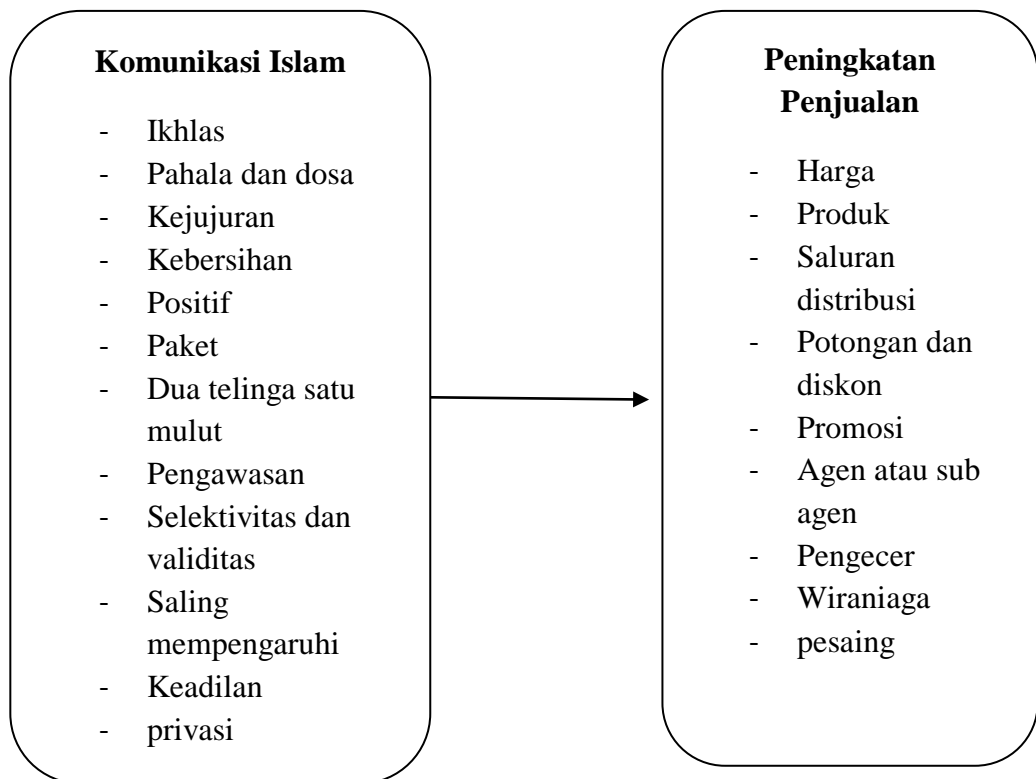 Komunikasi Islam
- Ikhlas
- Pahala dan dosa
- Kejujuran
- Kebersihan
- Positif
- Paket
- Dua telinga satu
mulut
- Pengawasan
- Selektivitas dan
validitas
- Saling
mempengaruhi
- Keadilan
- privasi
Peningkatan
Penjualan
- Harga
- Produk
- Saluran
distribusi
- Potongan dan
diskon
- Promosi
- Agen atau sub
agen
- Pengecer
- Wiraniaga
- pesaing